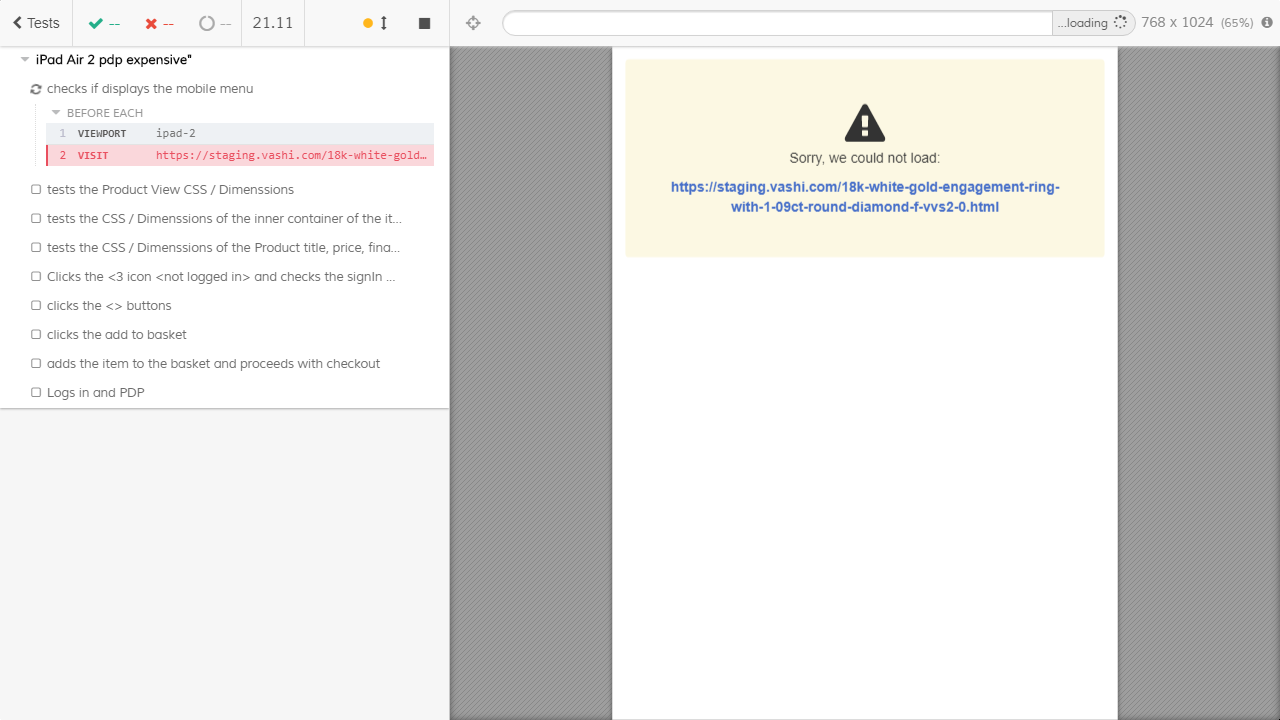 Tests -- -- -- 21.11 ...loading 768 x 1024 (65%)
iPad Air 2 pdp expensive"
checks if displays the mobile menu
BEFORE EACH
1 VIEWPORT ipad-2
2 VISIT https://staging.vashi.com/18k-white-gold…
tests the Product View CSS / Dimenssions
tests the CSS / Dimenssions of the inner container of the it...
tests the CSS / Dimenssions of the Product title, price, fina...
Clicks the <3 icon <not logged in> and checks the signIn ...
clicks the <> buttons
clicks the add to basket
adds the item to the basket and proceeds with checkout
Logs in and PDP
Sorry, we could not load:
https://staging.vashi.com/18k-white-gold-engagement-ring-
with-1-09ct-round-diamond-f-vvs2-0.html